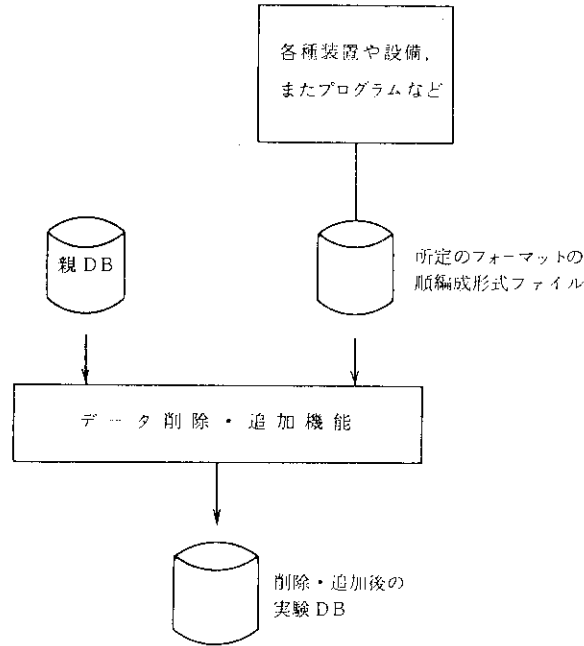 各種装置や設備,
またプログラムなど
親DB
所定のフォーマットの
順編成形式ファイル
データ削除・追加機能
削除・追加後の
実験DB